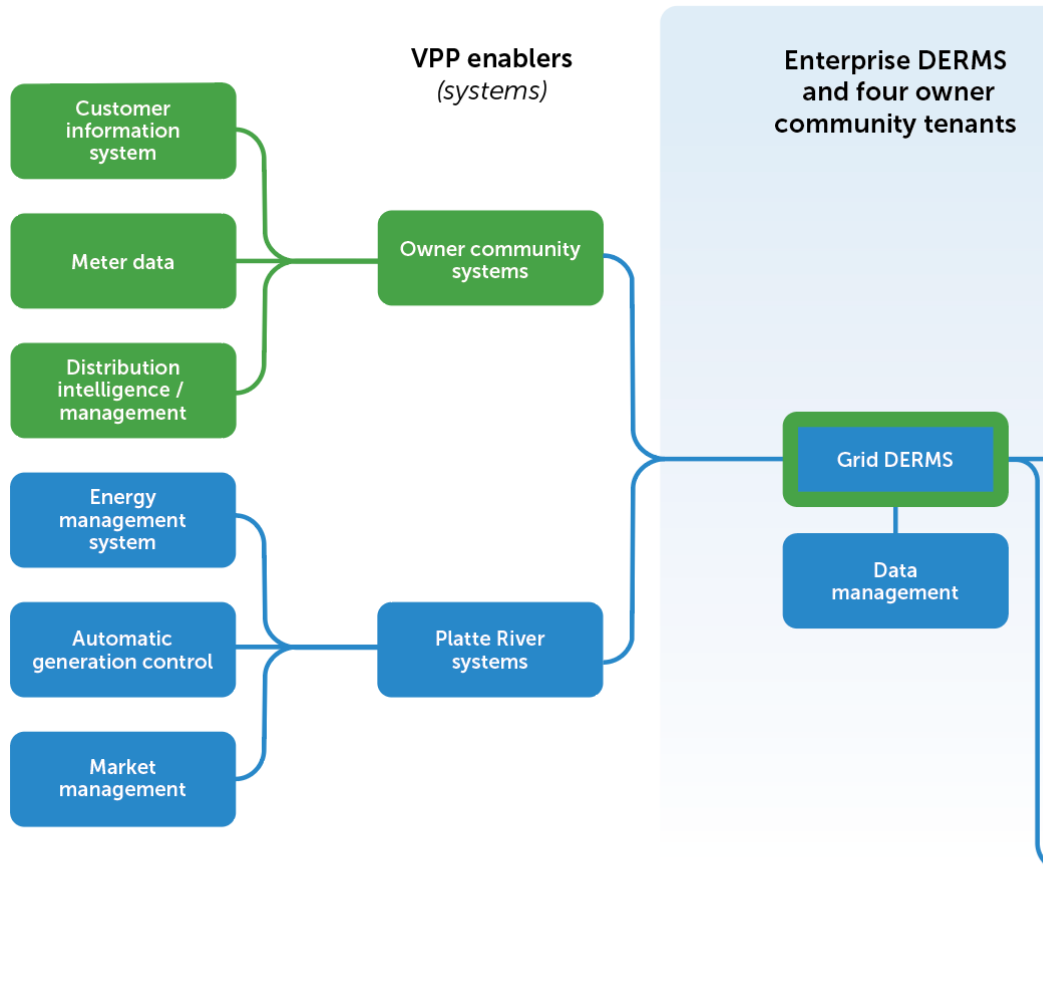 VPP enablers
(systems)
Enterprise DERMS
and four owner
community tenants
Customer
information
system
Meter data
Distribution
intelligence /
management
Owner community
systems
Energy
management
system
Automatic
generation control
Market
management
Platte River
systems
Grid DERMS
Data
management